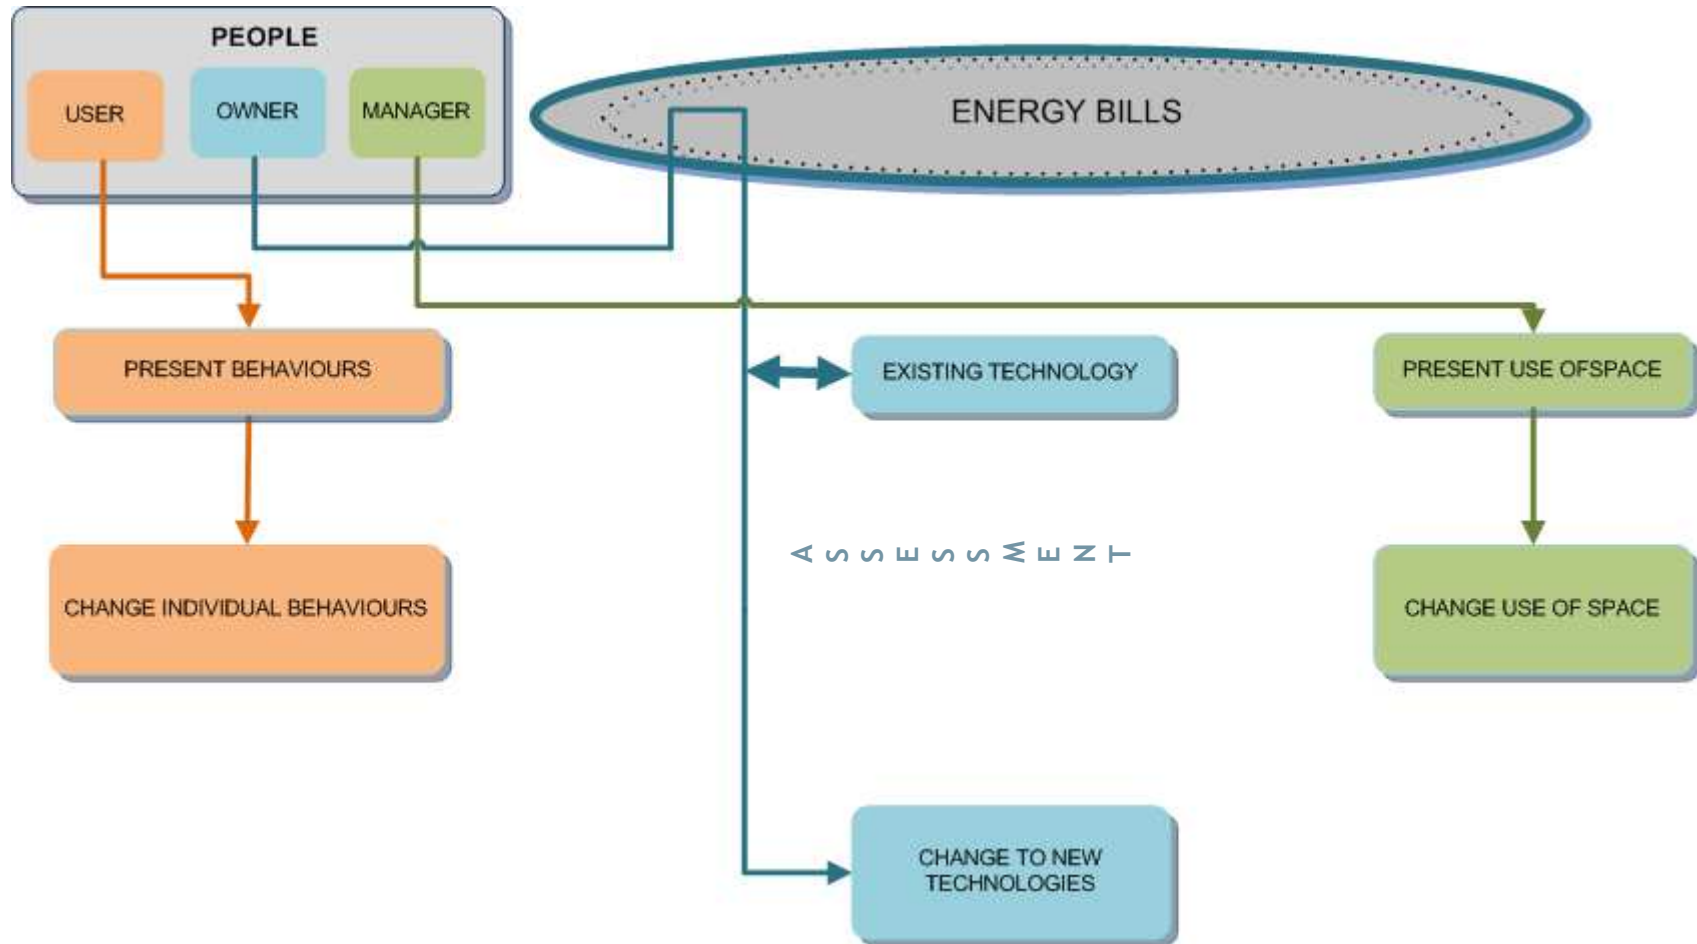 PEOPLE
USER
OWNER
MANAGER
ENERGY BILLS
PRESENT BEHAVIOURS
EXISTING TECHNOLOGY
PRESENT USE OFSPACE
ASSESSMENT
CHANGE INDIVIDUAL BEHAVIOURS
CHANGE USE OF SPACE
CHANGE TO NEW
TECHNOLOGIES